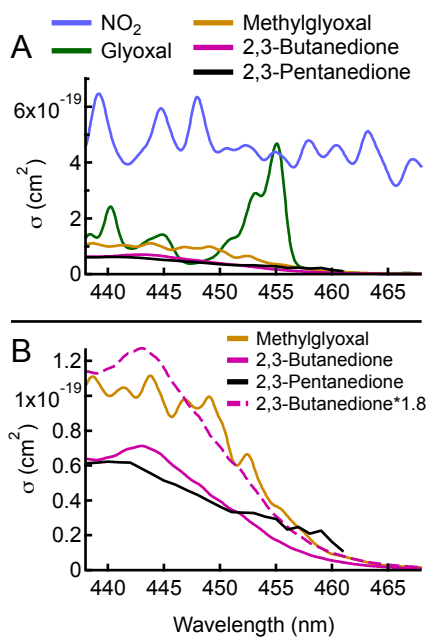 NO₂ Methylglyoxal
Glyoxal 2,3-Butanedione
2,3-Pentanedione
A
6x10⁻¹⁹
4
2
0
σ (cm²)
440 445 450 455 460 465
B
Methylglyoxal
2,3-Butanedione
2,3-Pentanedione
2,3-Butanedione*1.8
1.2
1x10⁻¹⁹
0.8
0.6
0.4
0.2
0
σ (cm²)
440 445 450 455 460 465
Wavelength (nm)